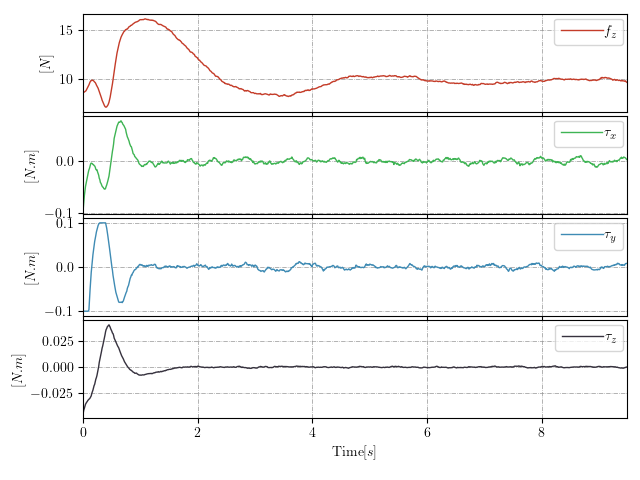 15
10
[N]
f_z
0.0
−0.1
[N.m]
τ_x
0.1
0.0
−0.1
[N.m]
τ_y
0.025
0.000
−0.025
[N.m]
τ_z
0 2 4 6 8
Time[s]